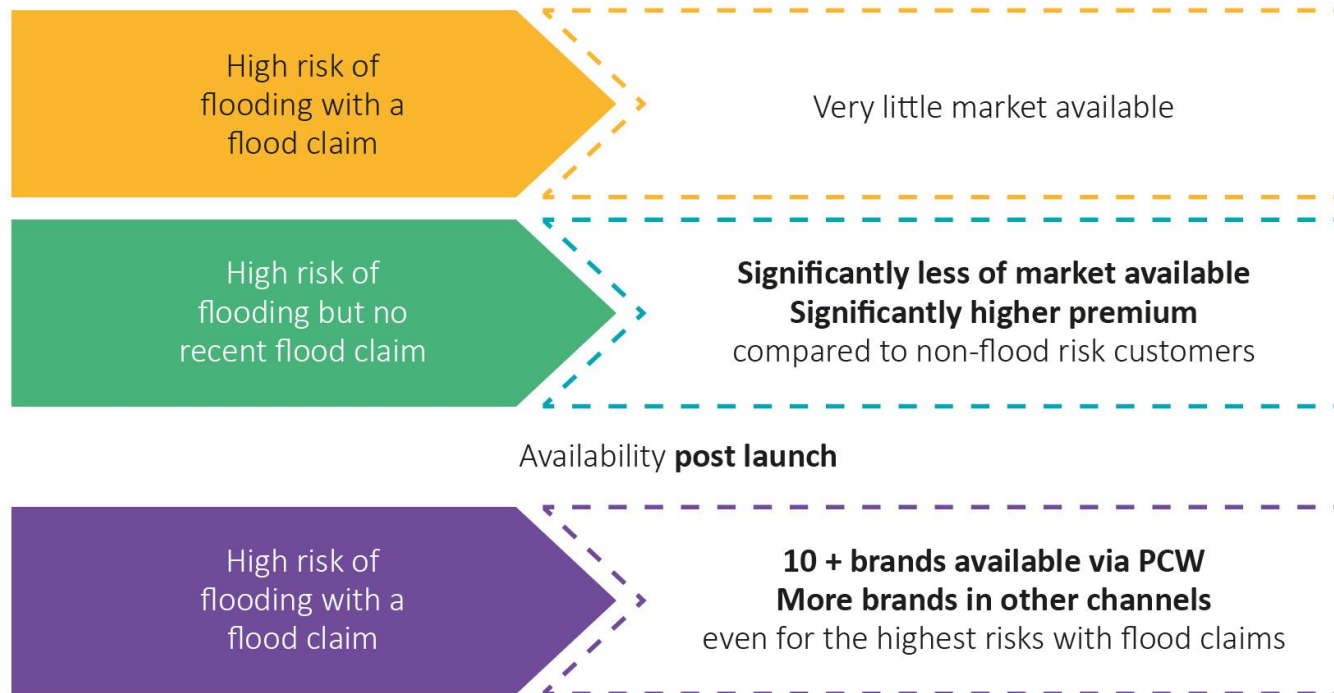 High risk of
flooding with a
flood claim
Very little market available
High risk of
flooding but no
recent flood claim
Significantly less of market available
Significantly higher premium
compared to non-flood risk customers
Availability post launch
High risk of
flooding with a
flood claim
10 + brands available via PCW
More brands in other channels
even for the highest risks with flood claims